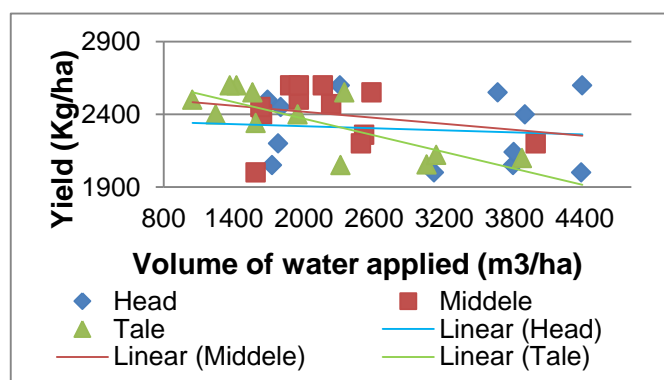 2900
2400
1900
Yield (Kg/ha)
800 1400 2000 2600 3200 3800 4400
Volume of water applied (m3/ha)
Head Middele
Tale Linear (Head)
Linear (Middele) Linear (Tale)